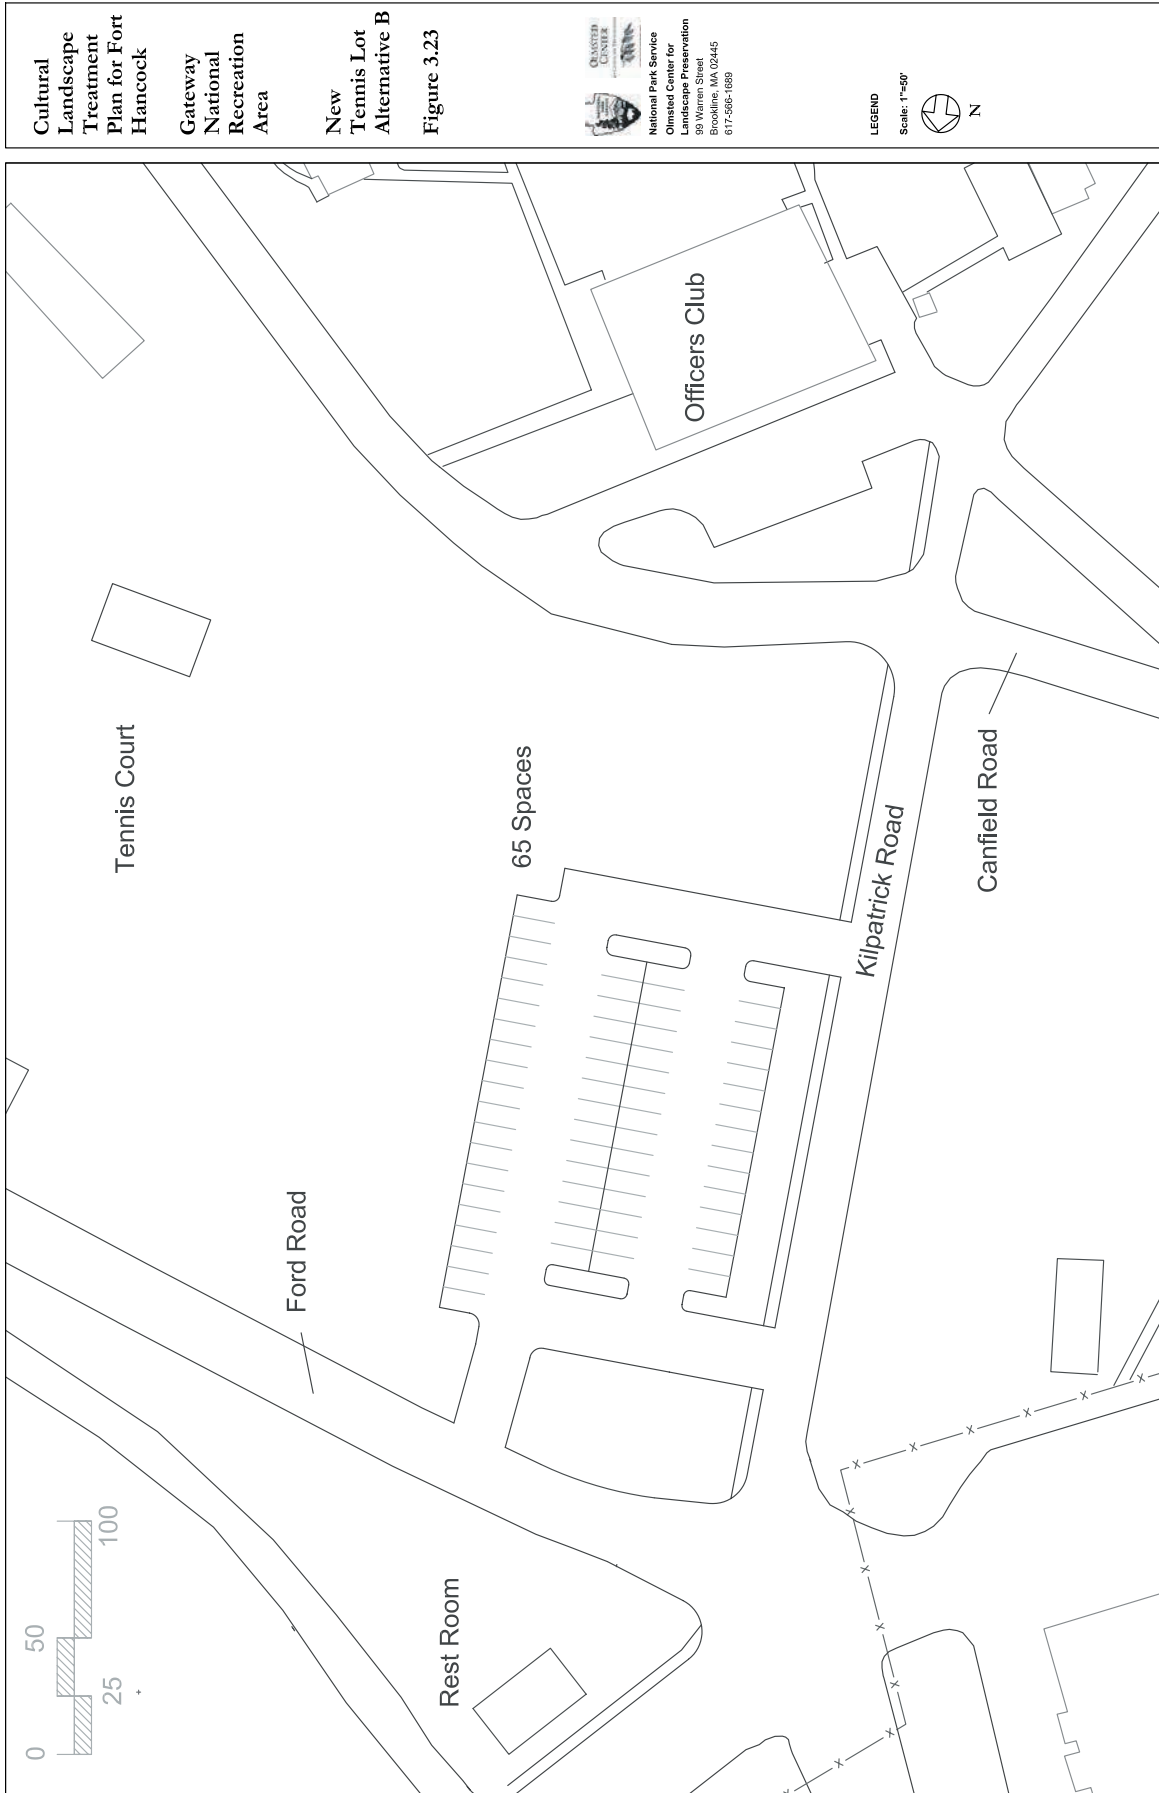 Cultural
Landscape
Treatment
Plan for Fort
Hancock
Gateway
National
Recreation
Area
New
Tennis Lot
Alternative B
Figure 3.23
OLMSTED
CENTER
National Park Service
Olmsted Center for
Landscape Preservation
99 Warren Street
Brookline, MA 02445
617-566-1689
LEGEND
Scale: 1"=50'
N
Tennis Court
Officers Club
65 Spaces
Kilpatrick Road
Canfield Road
Ford Road
Rest Room
0
25
50
100